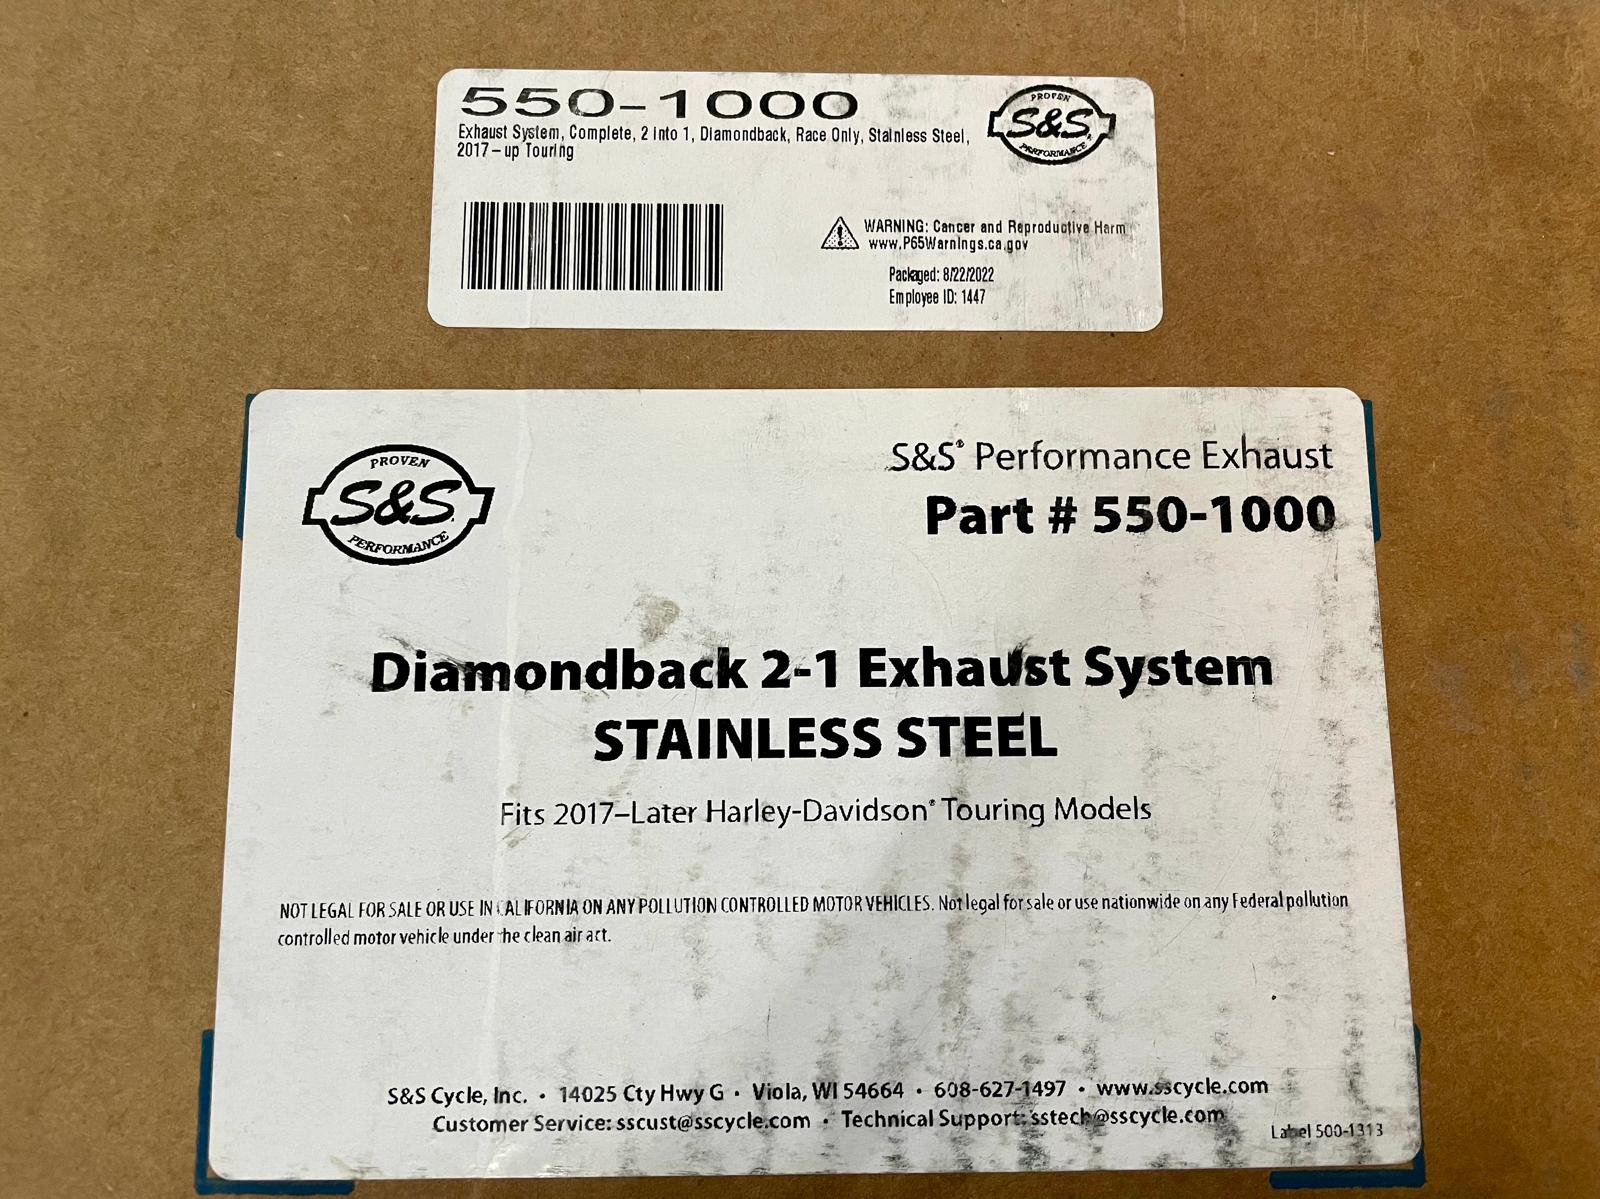 550-1000
Exhaust System, Complete, 2 into 1, Diamondback, Race Only, Stainless Steel,
2017-up Touring
PROVEN
S&S®
PERFORMANCE
WARNING: Cancer and Reproductive Harm
www.P65Warnings.ca.gov
Packaged: 8/22/2022
Employee ID: 1447
PROVEN
S&S
PERFORMANCE
S&S® Performance Exhaust
Part # 550-1000
Diamondback 2-1 Exhaust System
STAINLESS STEEL
Fits 2017–Later Harley-Davidson® Touring Models
NOT LEGAL FOR SALE OR USE IN CALIFORNIA ON ANY POLLUTION CONTROLLED MOTOR VEHICLES. Not legal for sale or use nationwide on any Federal pollution
controlled motor vehicle under the clean air act.
S&S Cycle, Inc. • 14025 Cty Hwy G • Viola, WI 54664 • 608-627-1497 • www.sscycle.com
Customer Service: sscust@sscycle.com • Technical Support: sstech@sscycle.com
Label 500-1313